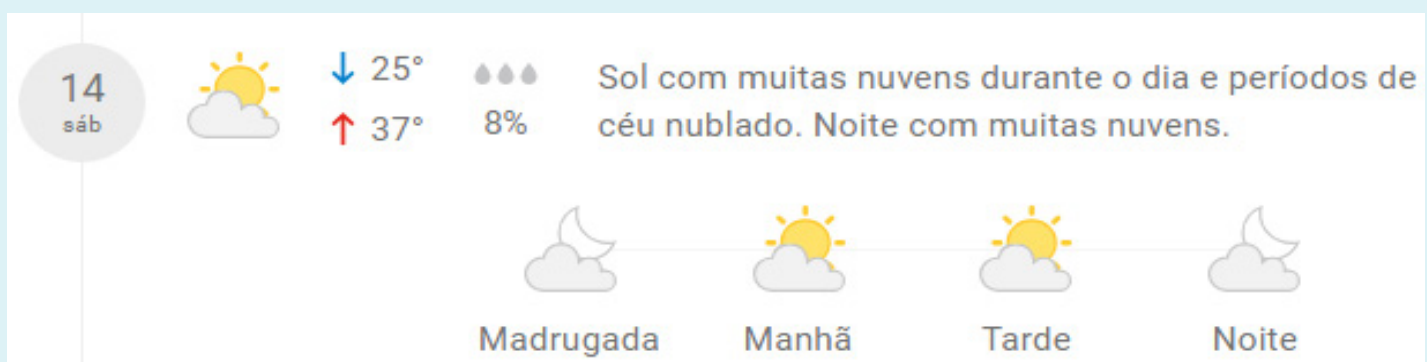 14
sáb
↓ 25°
↑ 37°
8%
Sol com muitas nuvens durante o dia e períodos de
céu nublado. Noite com muitas nuvens.
Madrugada Manhã Tarde Noite